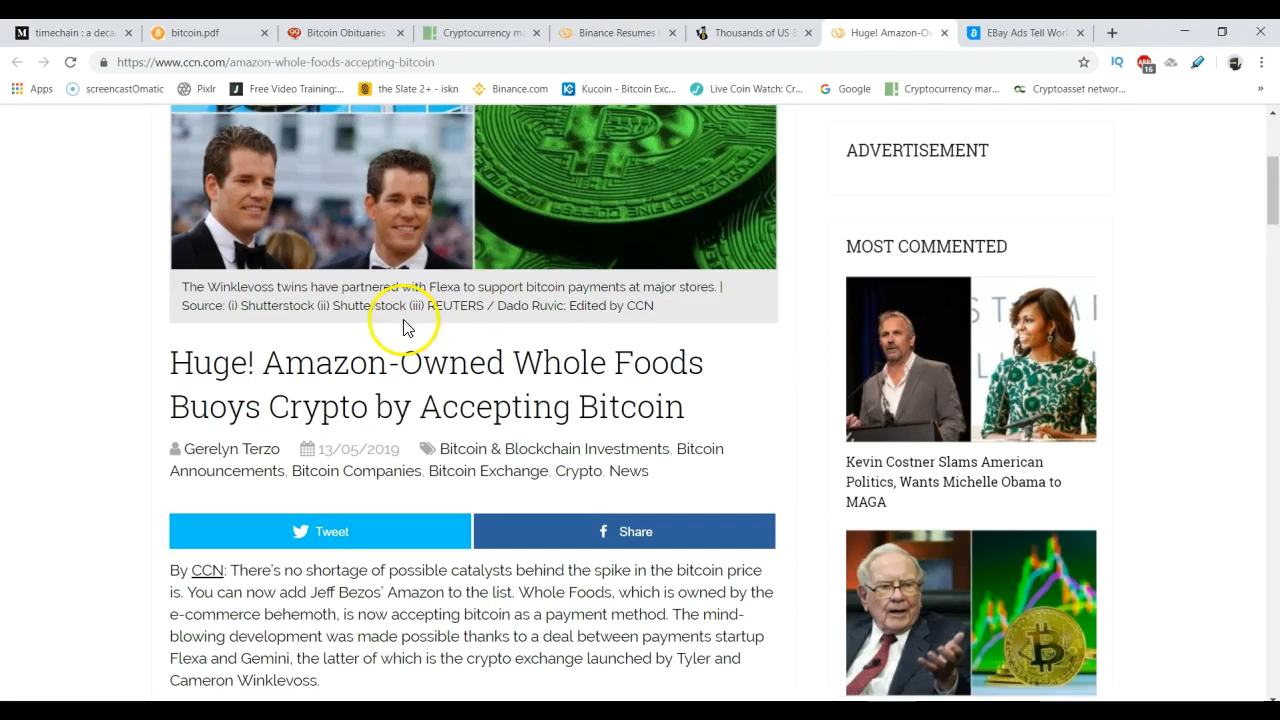 timechain : a deca
bitcoin.pdf
Bitcoin Obituaries
Cryptocurrency ma
Binance Resumes
Thousands of US B
Huge! Amazon-Ow
EBay Ads Tell Worl
https://www.ccn.com/amazon-whole-foods-accepting-bitcoin
IQ
16
Apps
screencastOmatic
Pixlr
Free Video Training:...
the Slate 2+ - iskn
Binance.com
Kucoin - Bitcoin Exc...
Live Coin Watch: Cr...
Google
Cryptocurrency mar...
Cryptoasset networ...
»
The Winklevoss twins have partnered with Flexa to support bitcoin payments at major stores. |
Source: (i) Shutterstock (ii) Shutterstock (iii) REUTERS / Dado Ruvic; Edited by CCN
Huge! Amazon-Owned Whole Foods
Buoys Crypto by Accepting Bitcoin
Gerelyn Terzo 13/05/2019 Bitcoin & Blockchain Investments, Bitcoin
Announcements, Bitcoin Companies, Bitcoin Exchange, Crypto, News
Tweet
Share
By CCN: There's no shortage of possible catalysts behind the spike in the bitcoin price
is. You can now add Jeff Bezos' Amazon to the list. Whole Foods, which is owned by the
e-commerce behemoth, is now accepting bitcoin as a payment method. The mind-
blowing development was made possible thanks to a deal between payments startup
Flexa and Gemini, the latter of which is the crypto exchange launched by Tyler and
Cameron Winklevoss.
ADVERTISEMENT
MOST COMMENTED
Kevin Costner Slams American
Politics, Wants Michelle Obama to
MAGA